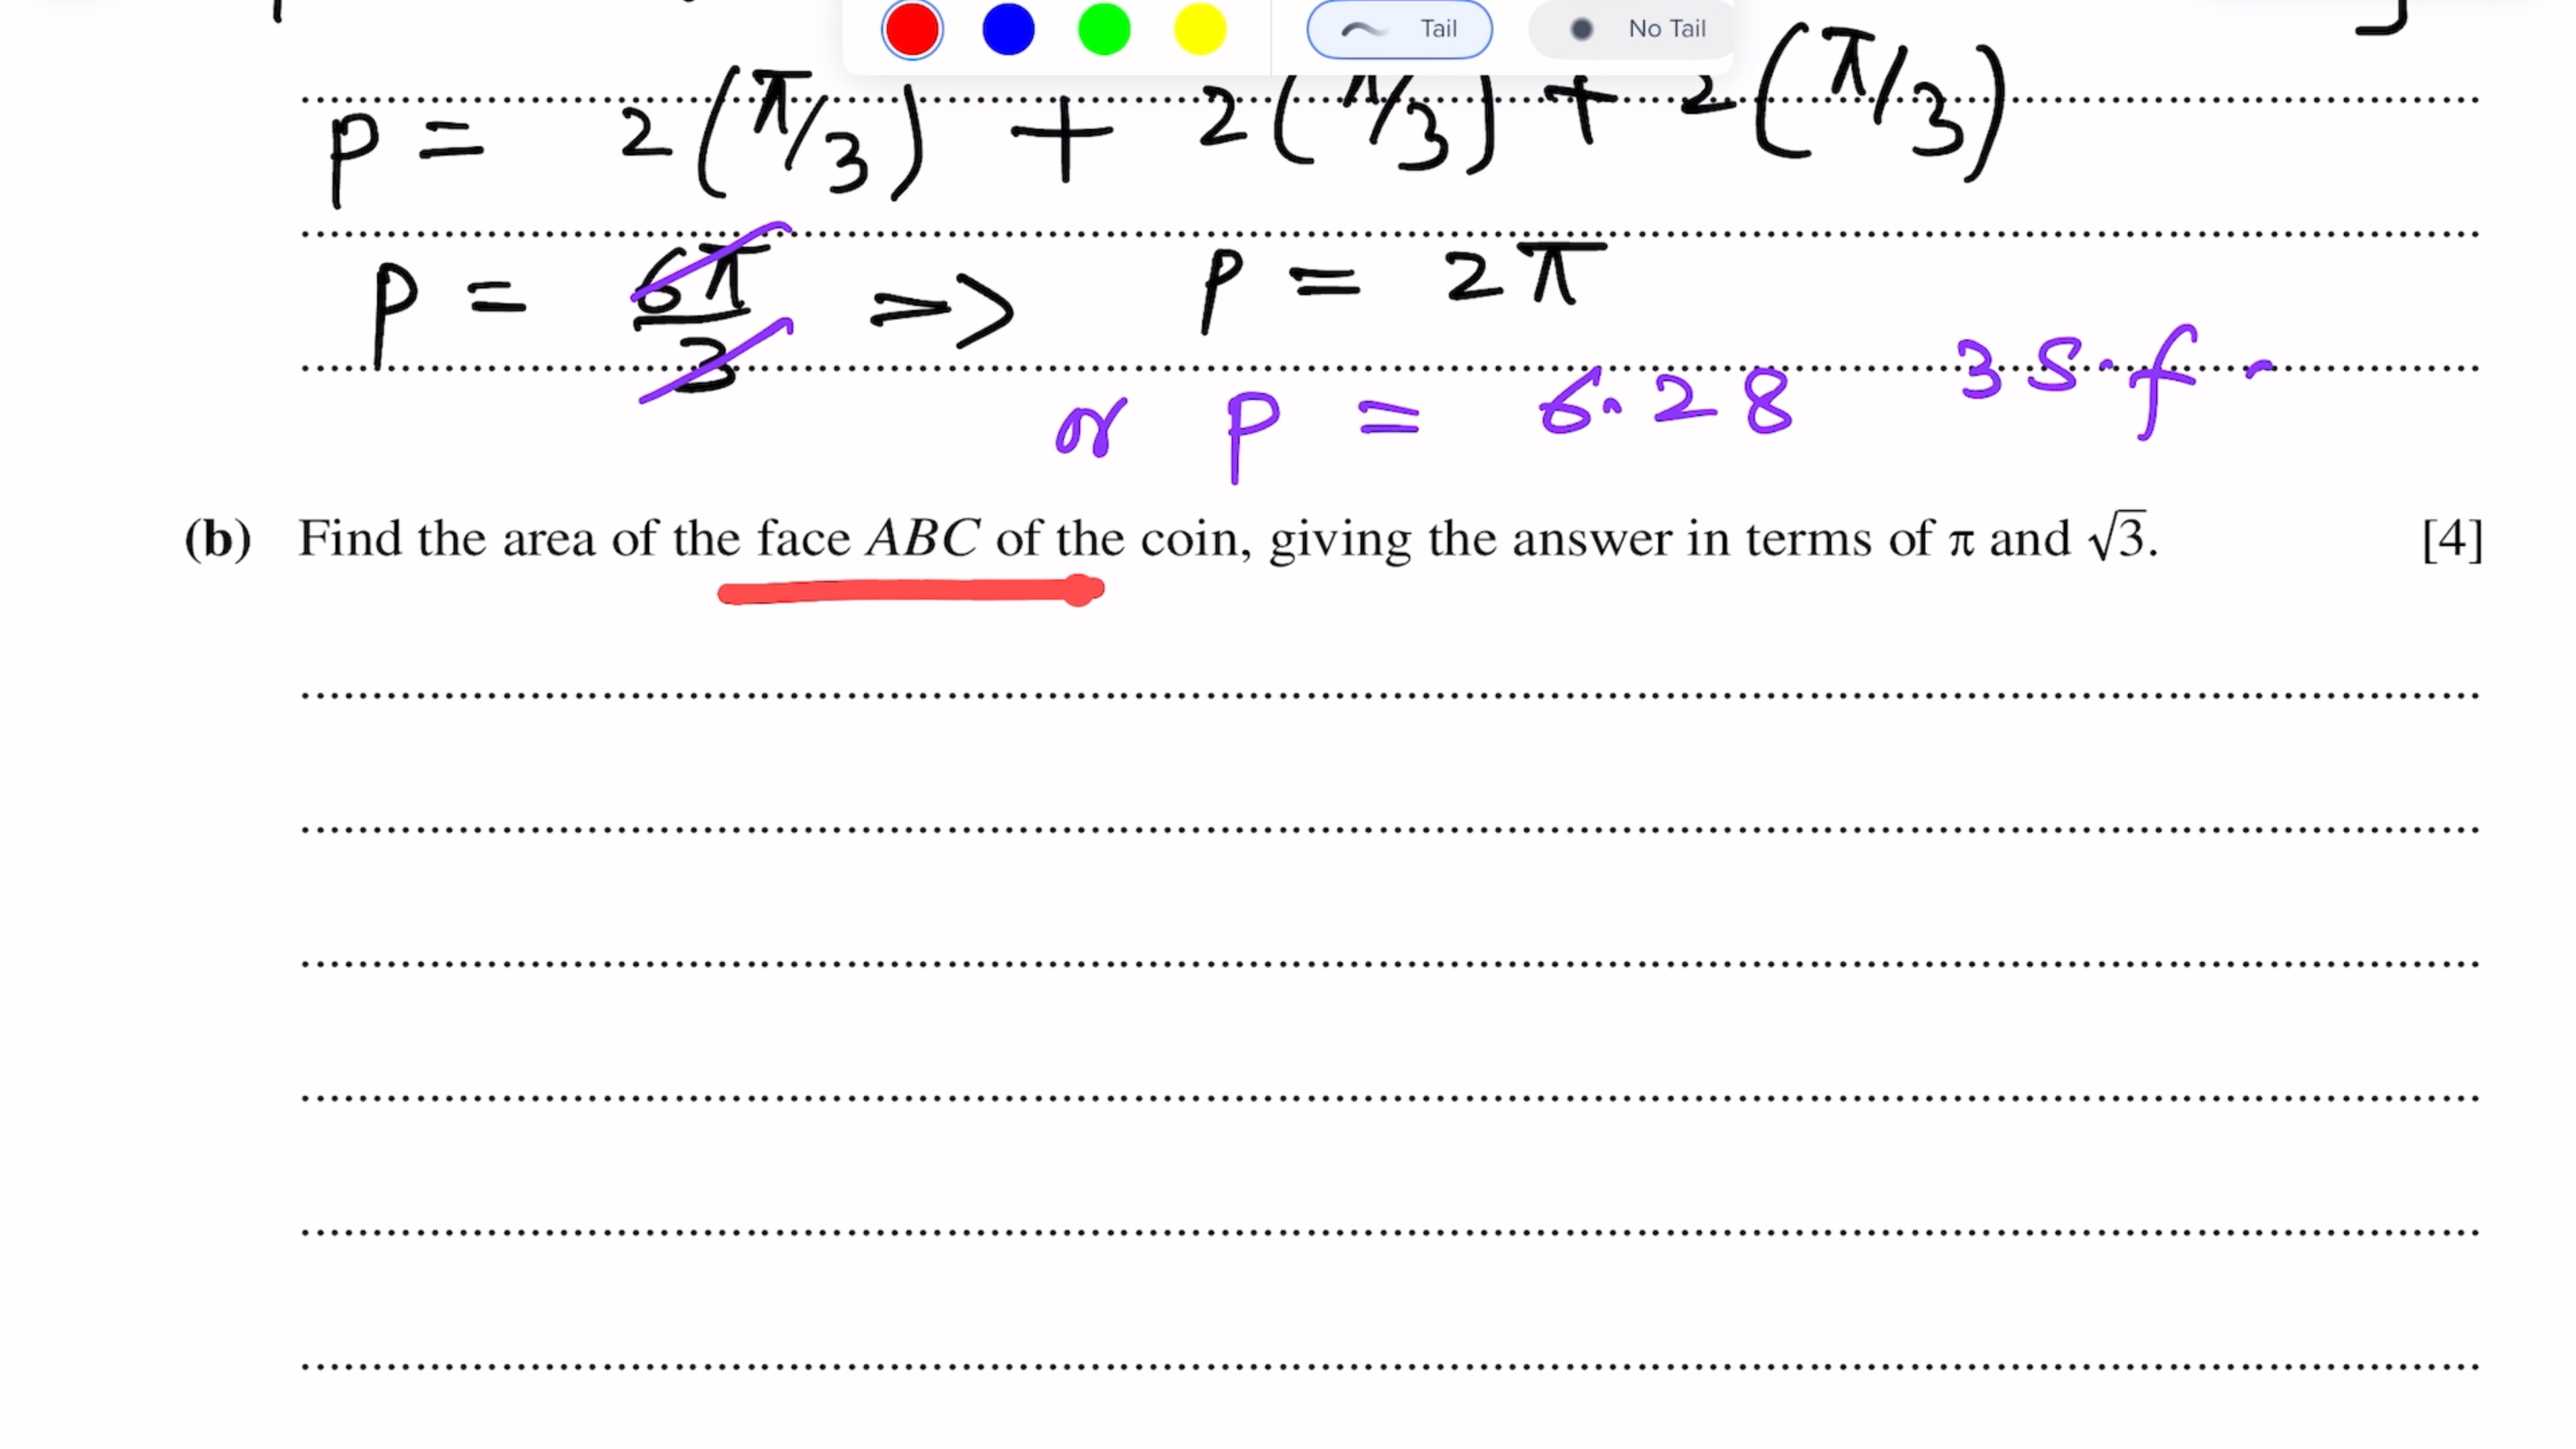 Tail No Tail
P = 2(π/3) + 2(π/3) + 2(π/3)
P = 6π/3 => P = 2π
or P = 6.28 3 s.f.
(b) Find the area of the face ABC of the coin, giving the answer in terms of π and √3. [4]